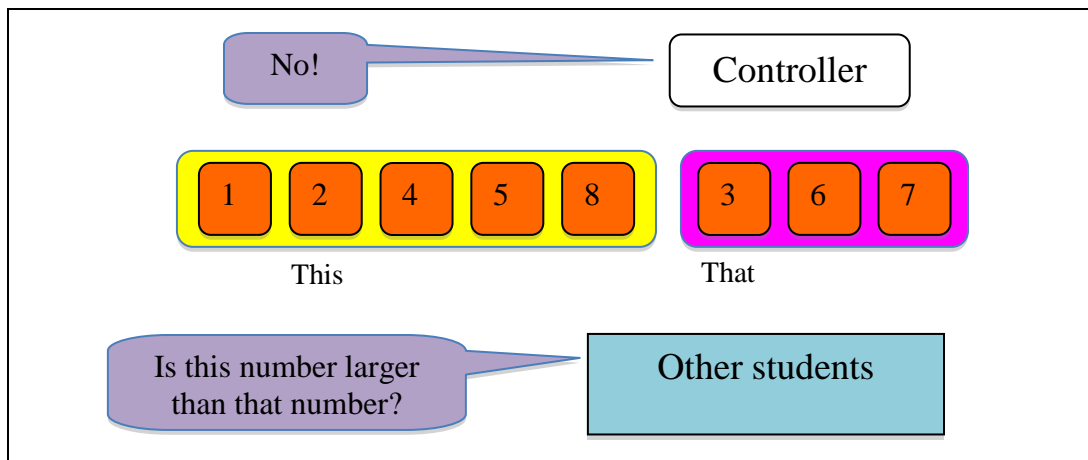 No!
Controller
1 2 4 5 8 3 6 7
This That
Is this number larger
than that number?
Other students